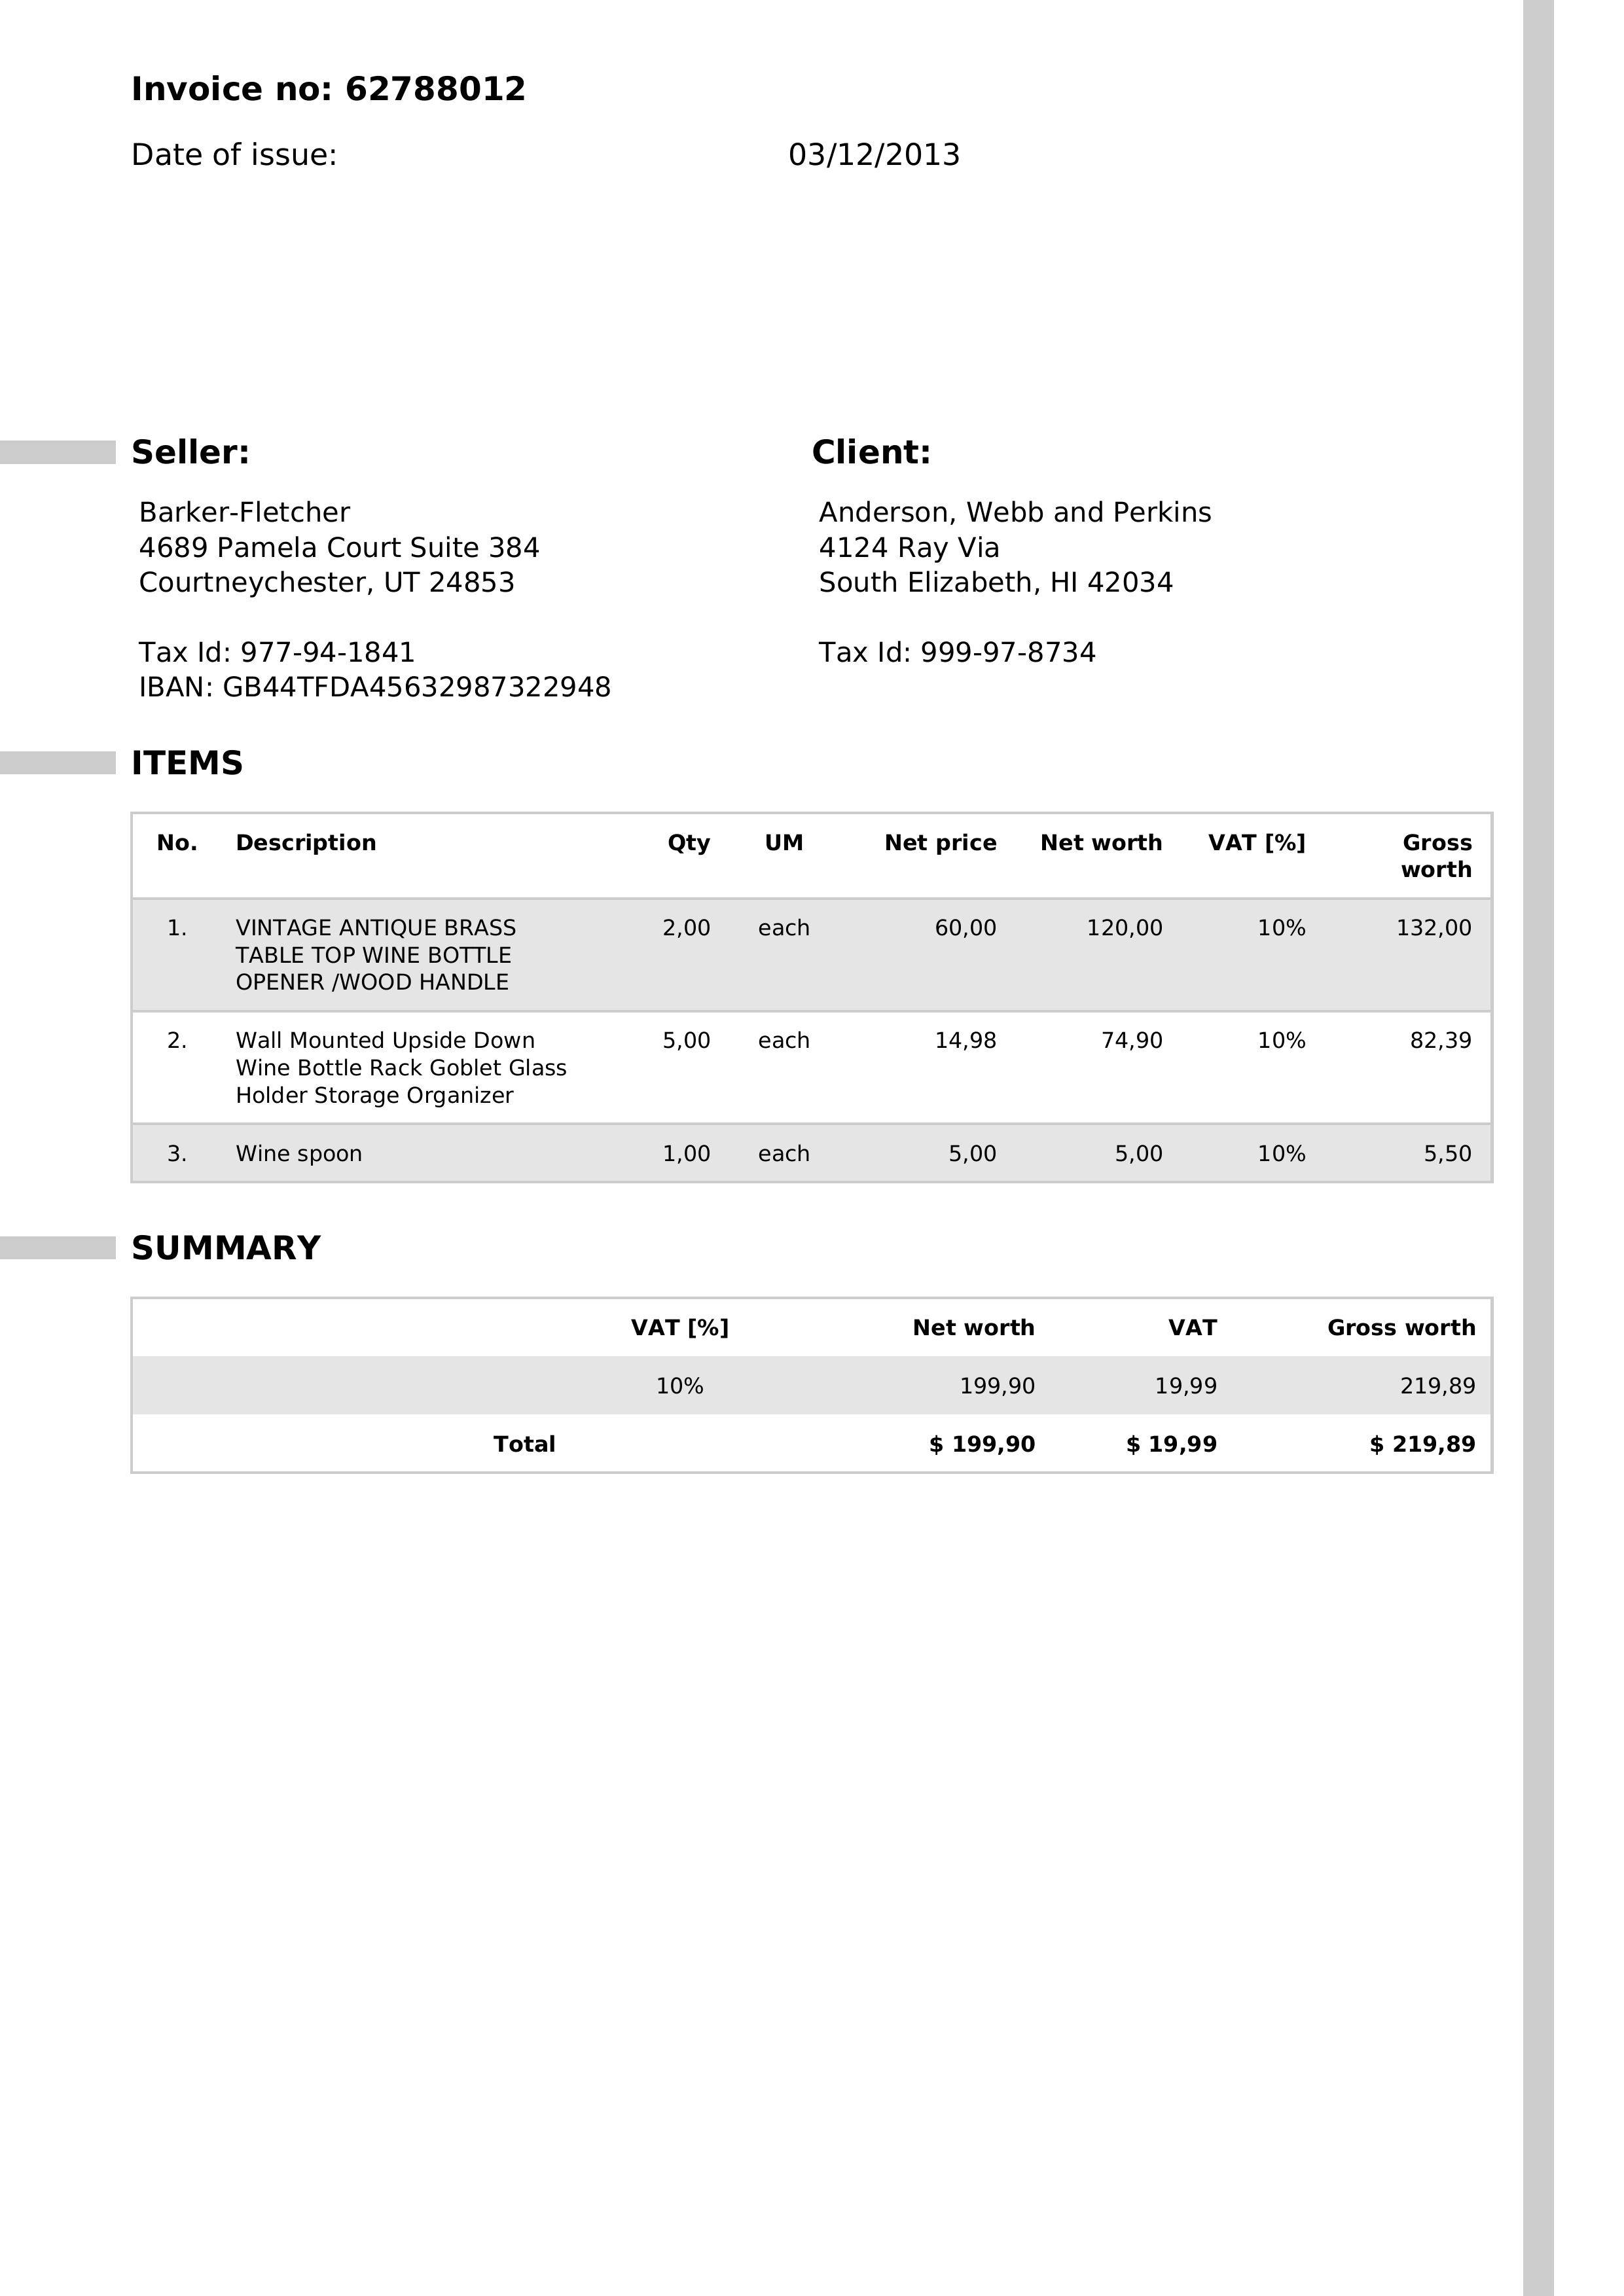 Invoice no: 62788012
Date of issue: 03/12/2013
Seller:
Barker-Fletcher
4689 Pamela Court Suite 384
Courtneychester, UT 24853
Tax Id: 977-94-1841
IBAN: GB44TFDA45632987322948
Client:
Anderson, Webb and Perkins
4124 Ray Via
South Elizabeth, HI 42034
Tax Id: 999-97-8734
ITEMS
No. Description Qty UM Net price Net worth VAT [%] Gross
worth
1. VINTAGE ANTIQUE BRASS 2,00 each 60,00 120,00 10% 132,00
TABLE TOP WINE BOTTLE
OPENER /WOOD HANDLE
2. Wall Mounted Upside Down 5,00 each 14,98 74,90 10% 82,39
Wine Bottle Rack Goblet Glass
Holder Storage Organizer
3. Wine spoon 1,00 each 5,00 5,00 10% 5,50
SUMMARY
VAT [%] Net worth VAT Gross worth
10% 199,90 19,99 219,89
Total $ 199,90 $ 19,99 $ 219,89